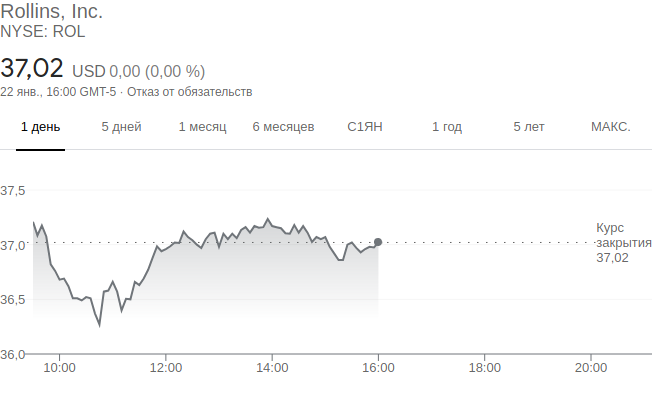 Rollins, Inc.
NYSE: ROL
37,02 USD 0,00 (0,00 %)
22 янв., 16:00 GMT-5 · Отказ от обязательств
1 день 5 дней 1 месяц 6 месяцев С1ЯН 1 год 5 лет МАКС.
37,5
37,0
36,5
36,0
Курс
закрытия
37,02
10:00 12:00 14:00 16:00 18:00 20:00